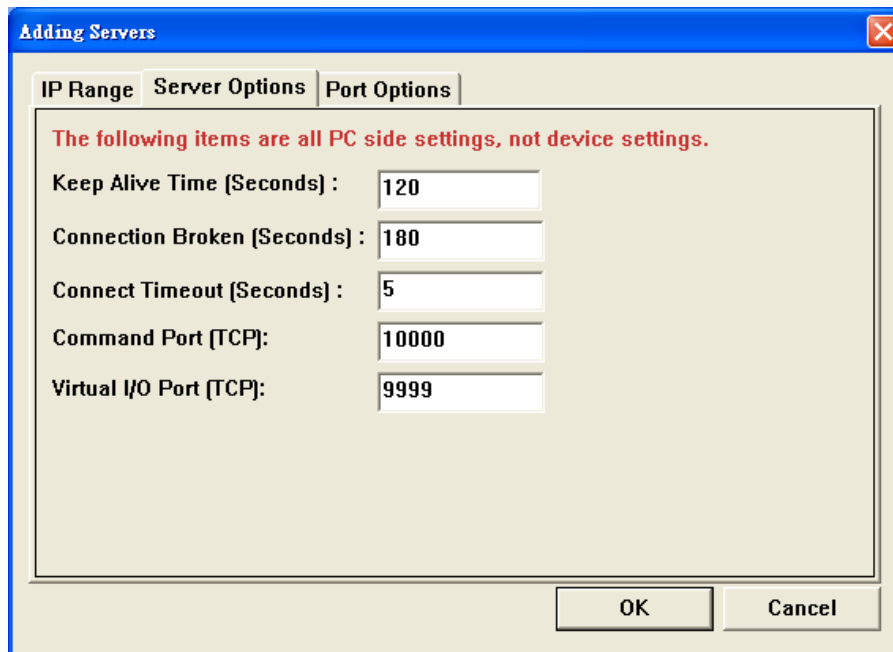 Adding Servers
IP Range Server Options Port Options
The following items are all PC side settings, not device settings.
Keep Alive Time (Seconds) : 120
Connection Broken (Seconds) : 180
Connect Timeout (Seconds) : 5
Command Port (TCP): 10000
Virtual I/O Port (TCP): 9999
OK Cancel